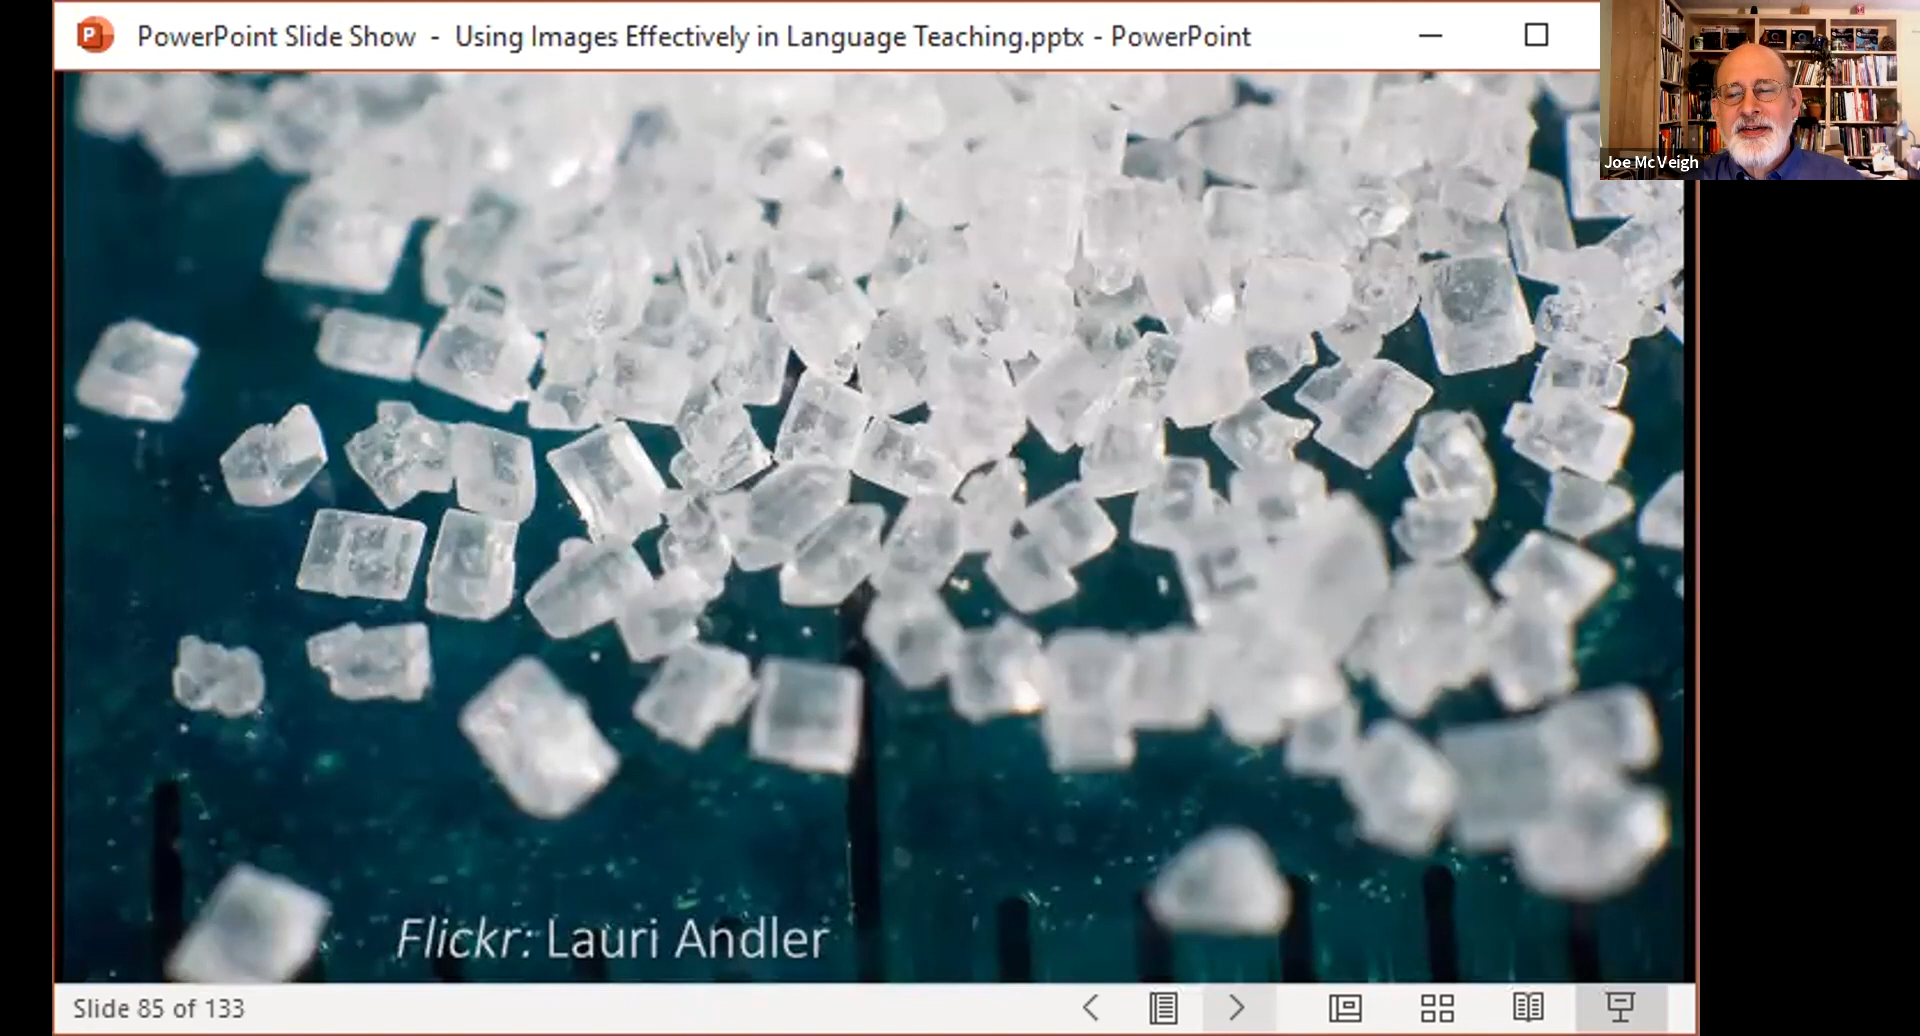 PowerPoint Slide Show - Using Images Effectively in Language Teaching.pptx - PowerPoint
Joe McVeigh
Flickr: Lauri Andler
Slide 85 of 133